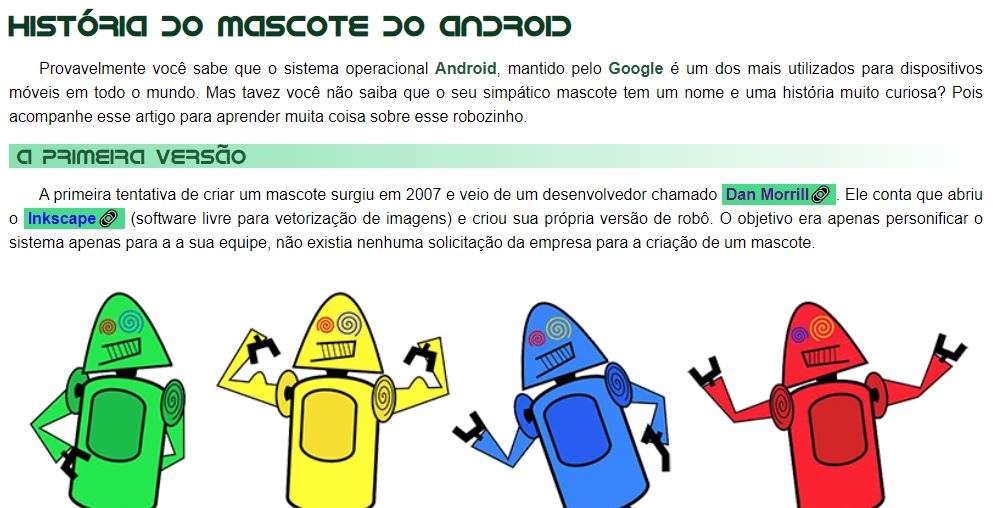 História do Mascote do Android
Provavelmente você sabe que o sistema operacional Android, mantido pelo Google é um dos mais utilizados para dispositivos
móveis em todo o mundo. Mas tavez você não saiba que o seu simpático mascote tem um nome e uma história muito curiosa? Pois
acompanhe esse artigo para aprender muita coisa sobre esse robozinho.
A primeira versão
A primeira tentativa de criar um mascote surgiu em 2007 e veio de um desenvolvedor chamado Dan Morrill. Ele conta que abriu
o Inkscape (software livre para vetorização de imagens) e criou sua própria versão de robô. O objetivo era apenas personificar o
sistema apenas para a a sua equipe, não existia nenhuma solicitação da empresa para a criação de um mascote.